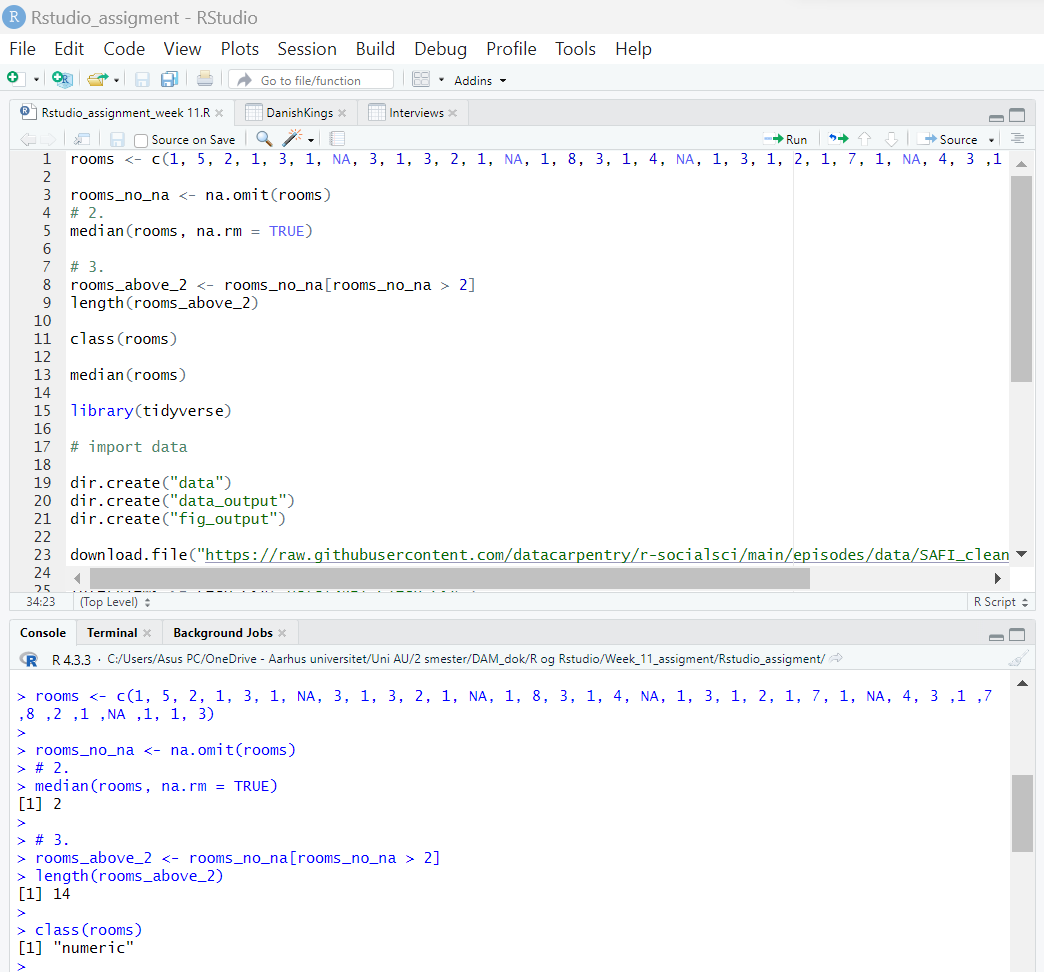 R Rstudio_assigment - RStudio
File Edit Code View Plots Session Build Debug Profile Tools Help
Go to file/function Addins
Rstudio_assignment_week 11.R DanishKings Interviews
Source on Save Run Source
1 rooms <- c(1, 5, 2, 1, 3, 1, NA, 3, 1, 3, 2, 1, NA, 1, 8, 3, 1, 4, NA, 1, 3, 1, 2, 1, 7, 1, NA, 4, 3 ,1
2
3 rooms_no_na <- na.omit(rooms)
4 # 2.
5 median(rooms, na.rm = TRUE)
6
7 # 3.
8 rooms_above_2 <- rooms_no_na[rooms_no_na > 2]
9 length(rooms_above_2)
10
11 class(rooms)
12
13 median(rooms)
14
15 library(tidyverse)
16
17 # import data
18
19 dir.create("data")
20 dir.create("data_output")
21 dir.create("fig_output")
22
23 download.file("https://raw.githubusercontent.com/datacarpentry/r-socialsci/main/episodes/data/SAFI_clean
24
25
34:23 (Top Level) R Script
Console Terminal Background Jobs
R R 4.3.3 · C:/Users/Asus PC/OneDrive - Aarhus universitet/Uni AU/2 smester/DAM_dok/R og Rstudio/Week_11_assigment/Rstudio_assigment/
> rooms <- c(1, 5, 2, 1, 3, 1, NA, 3, 1, 3, 2, 1, NA, 1, 8, 3, 1, 4, NA, 1, 3, 1, 2, 1, 7, 1, NA, 4, 3 ,1 ,7
,8 ,2 ,1 ,NA ,1, 1, 3)
>
> rooms_no_na <- na.omit(rooms)
> # 2.
> median(rooms, na.rm = TRUE)
[1] 2
>
> # 3.
> rooms_above_2 <- rooms_no_na[rooms_no_na > 2]
> length(rooms_above_2)
[1] 14
>
> class(rooms)
[1] "numeric"
>